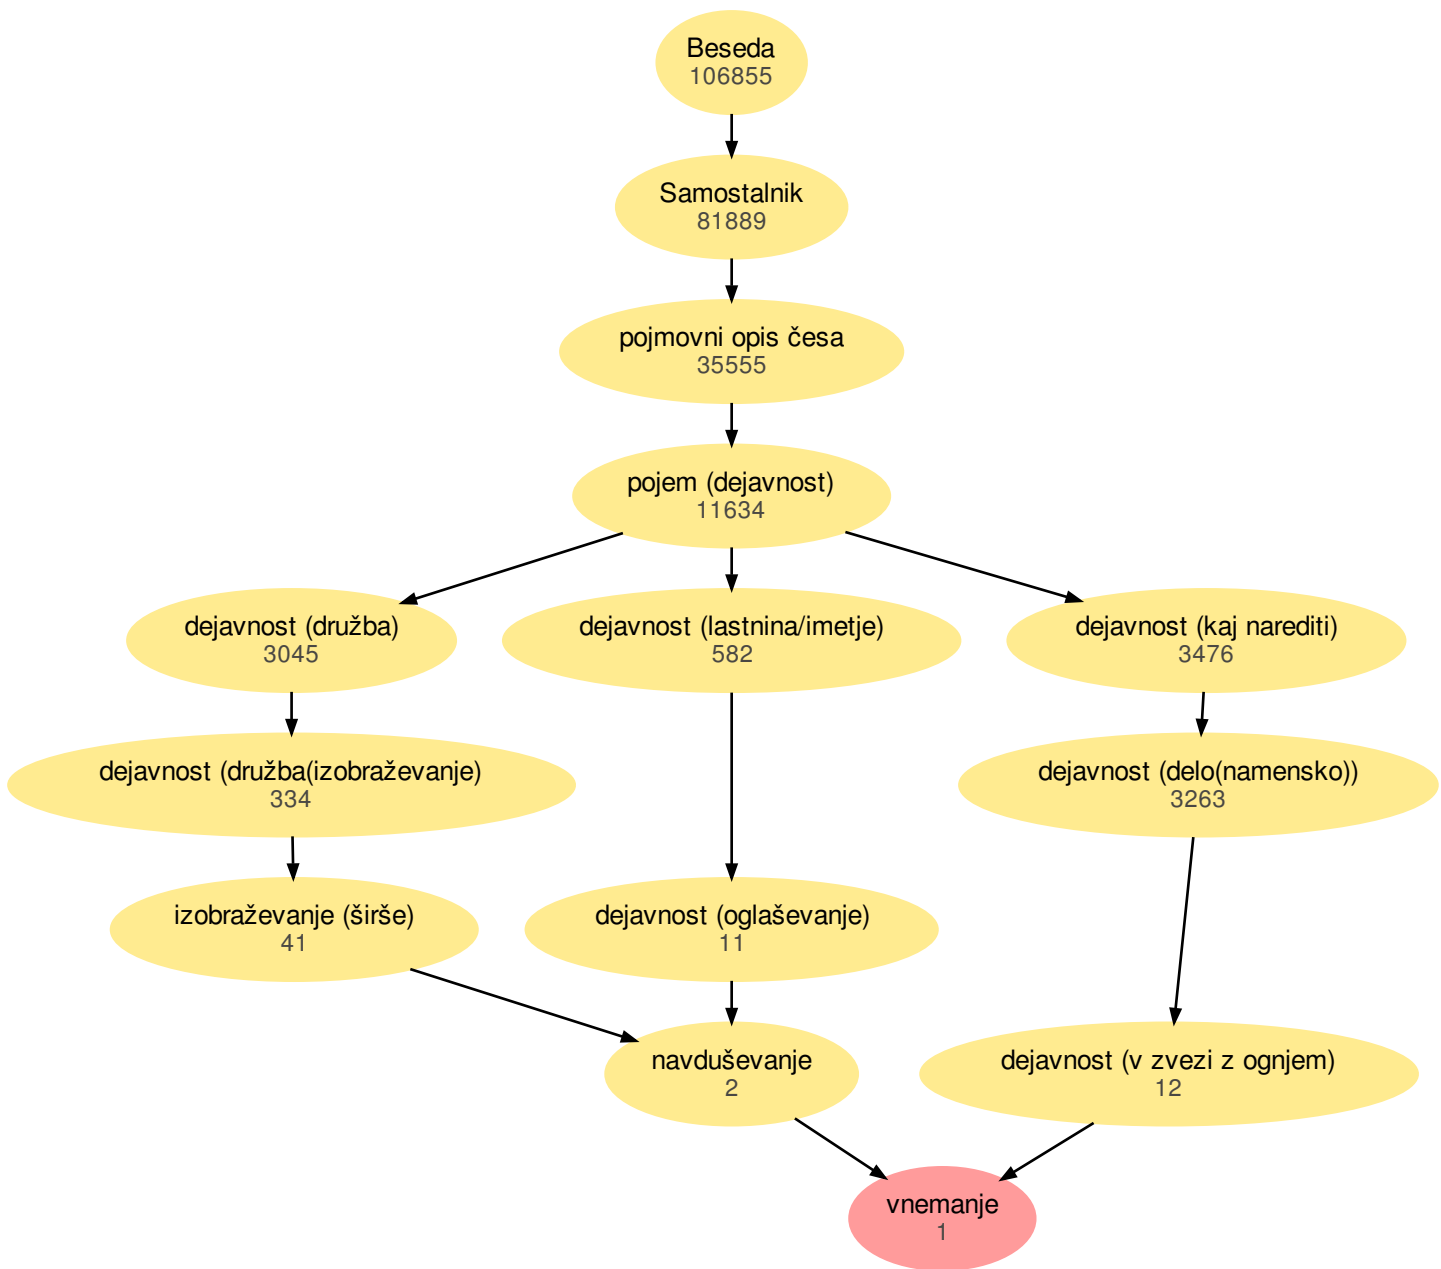 Beseda
106855
Samostalnik
81889
pojmovni opis česa
35555
pojem (dejavnost)
11634
dejavnost (družba)
3045
dejavnost (lastnina/imetje)
582
dejavnost (kaj narediti)
3476
dejavnost (družba(izobraževanje)
334
dejavnost (delo(namensko))
3263
izobraževanje (širše)
41
dejavnost (oglaševanje)
11
navduševanje
2
dejavnost (v zvezi z ognjem)
12
vnemanje
1